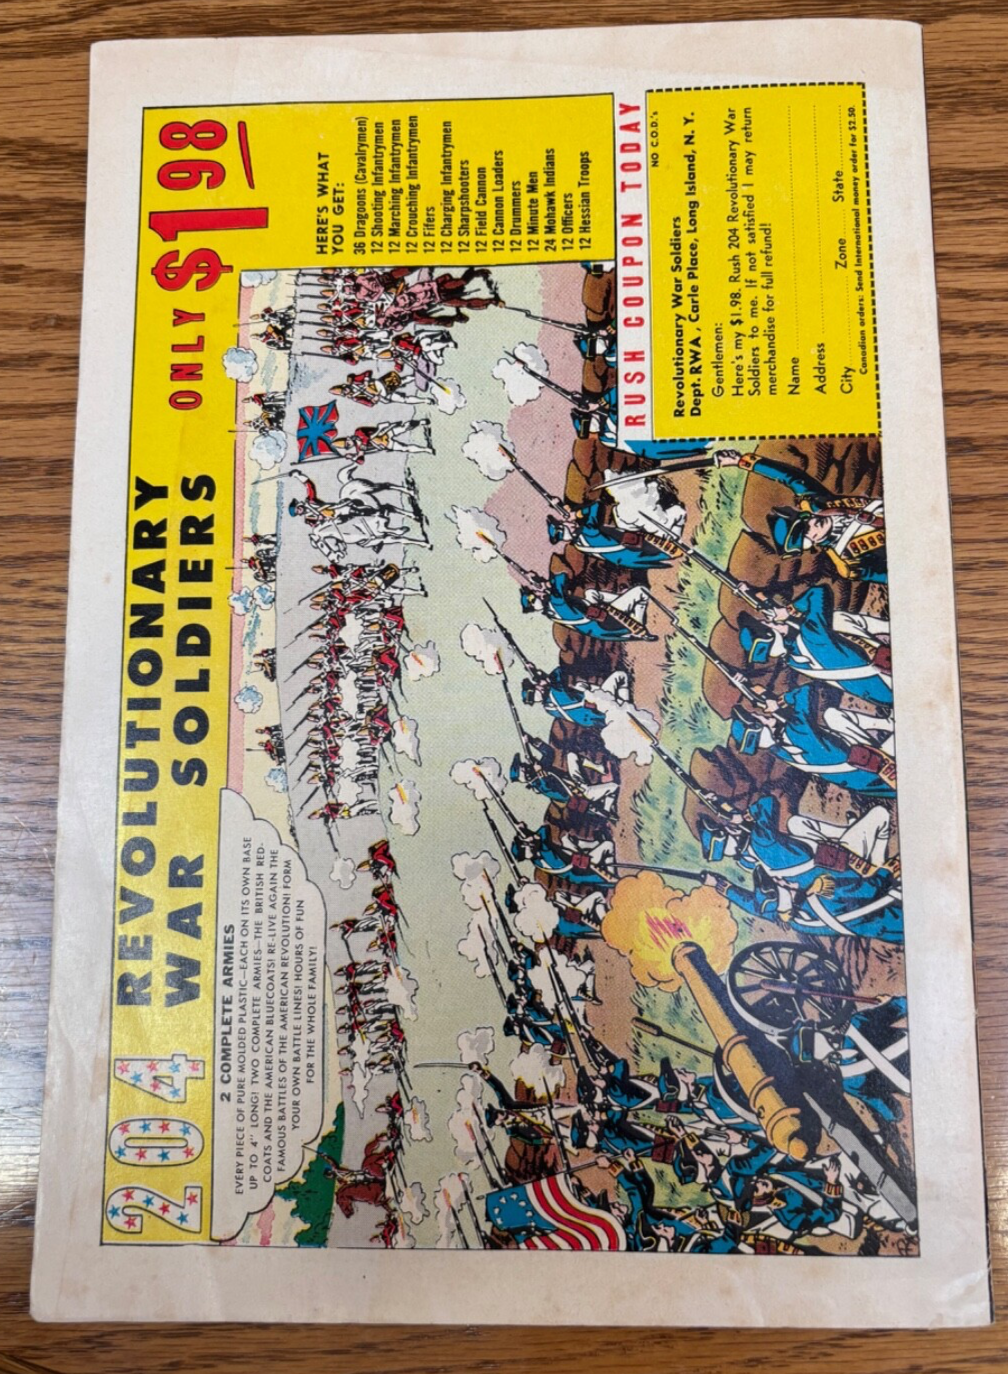 204 REVOLUTIONARY
WAR SOLDIERS
ONLY $1 98
2 COMPLETE ARMIES
EVERY PIECE OF PURE MOLDED PLASTIC—EACH ON ITS OWN BASE
UP TO 4" LONG! TWO COMPLETE ARMIES—THE BRITISH RED-
COATS AND THE AMERICAN BLUECOATS! RE-LIVE AGAIN THE
FAMOUS BATTLES OF THE AMERICAN REVOLUTION! FORM
YOUR OWN BATTLE LINES! HOURS OF FUN
FOR THE WHOLE FAMILY!
HERE'S WHAT
YOU GET:
36 Dragoons (Cavalrymen)
12 Shooting Infantrymen
12 Marching Infantrymen
12 Crouching Infantrymen
12 Fifers
12 Charging Infantrymen
12 Sharpshooters
12 Field Cannon
12 Cannon Loaders
12 Drummers
12 Minute Men
24 Mohawk Indians
12 Officers
12 Hessian Troops
RUSH COUPON TODAY
NO C.O.D.'s
Revolutionary War Soldiers
Dept. RWA , Carle Place, Long Island, N. Y.
Gentlemen:
Here's my $1.98. Rush 204 Revolutionary War
Soldiers to me. If not satisfied I may return
merchandise for full refund!
Name
Address
City Zone State
Canadian orders: Send international money order for $2.50.